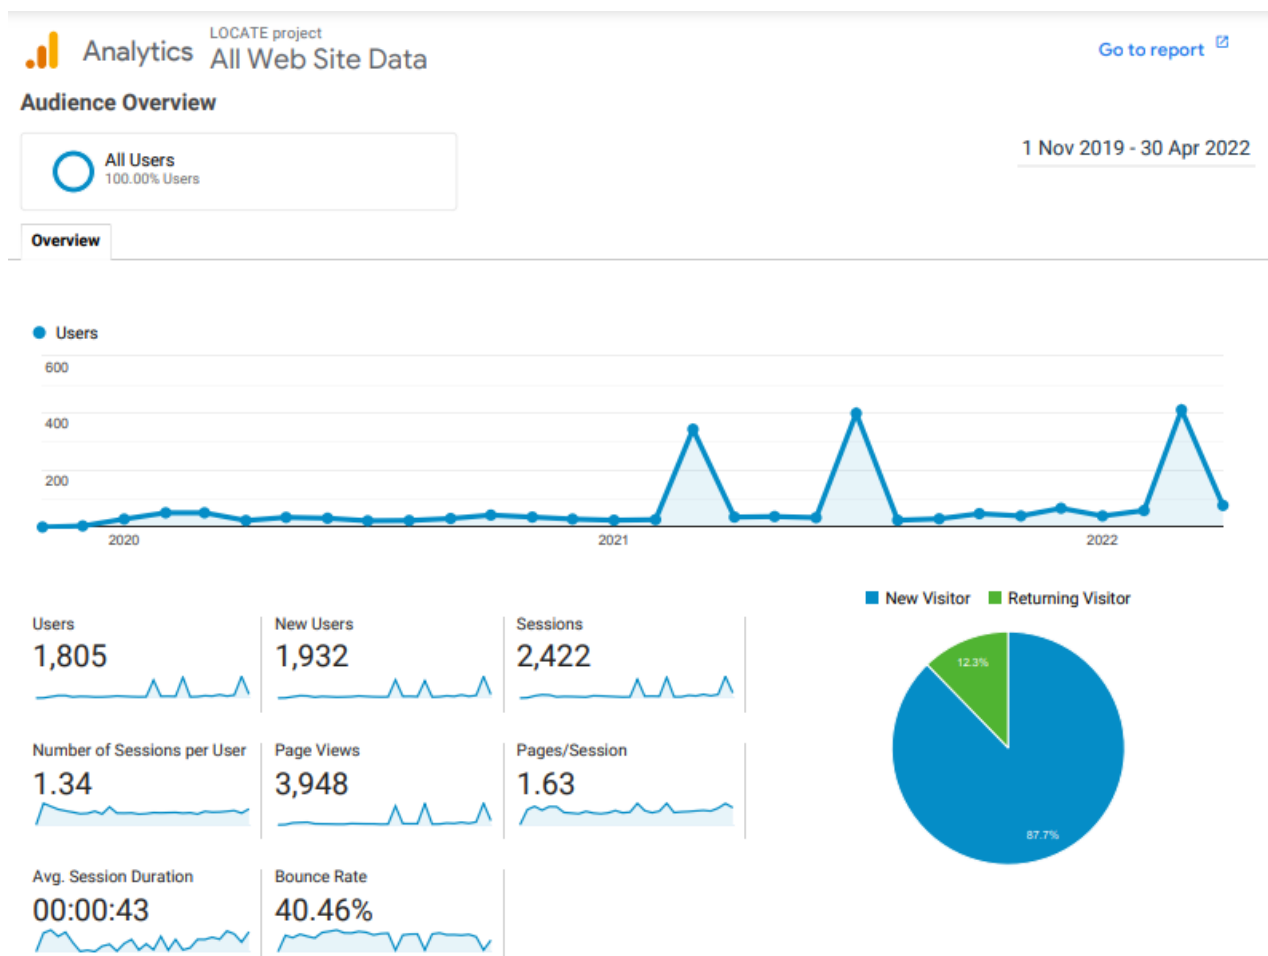 LOCATE project
Analytics All Web Site Data
Go to report
Audience Overview
All Users
100.00% Users
1 Nov 2019 - 30 Apr 2022
Overview
Users
600
400
200
2020 2021 2022
New Visitor Returning Visitor
Users New Users Sessions
1,805 1,932 2,422
12.3%
Number of Sessions per User Page Views Pages/Session
1.34 3,948 1.63
87.7%
Avg. Session Duration Bounce Rate
00:00:43 40.46%